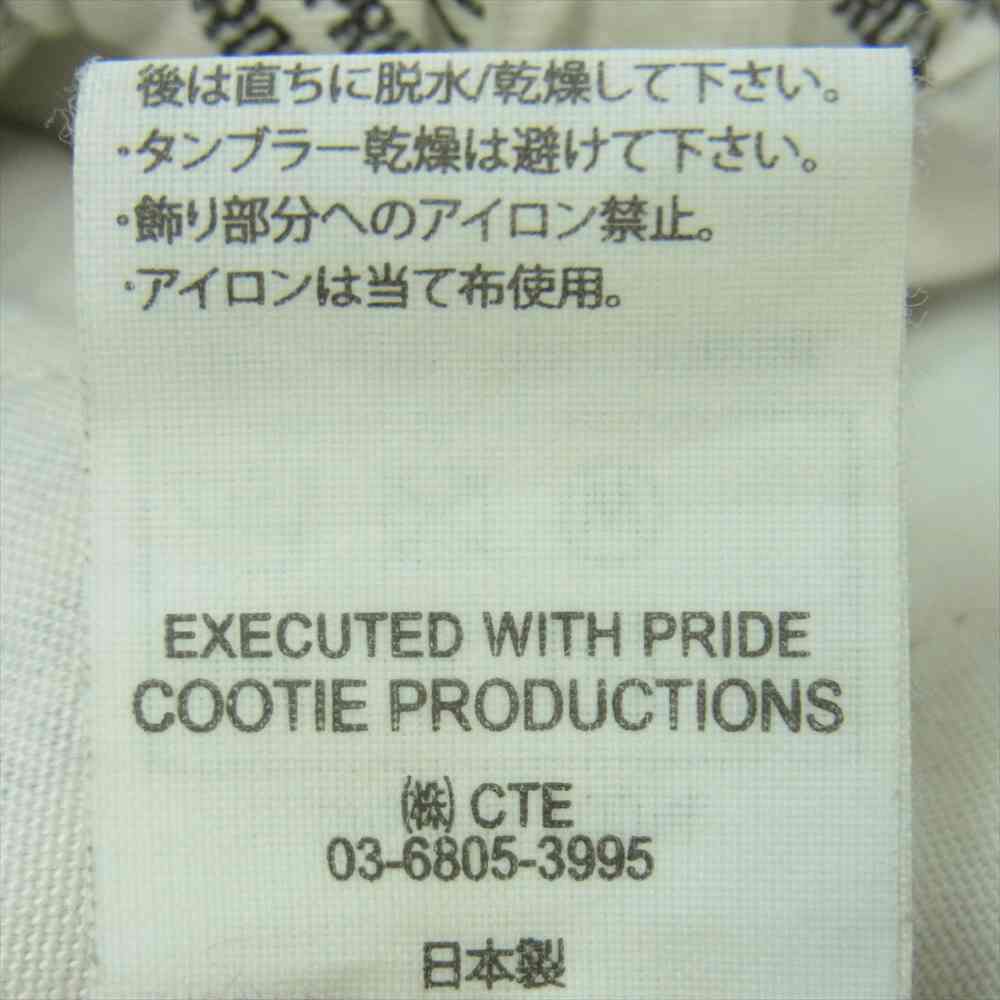 後は直ちに脱水/乾燥して下さい。
・タンブラー乾燥は避けて下さい。
・飾り部分へのアイロン禁止。
・アイロンは当て布使用。
EXECUTED WITH PRIDE
COOTIE PRODUCTIONS
㈱ CTE
03-6805-3995
日本製